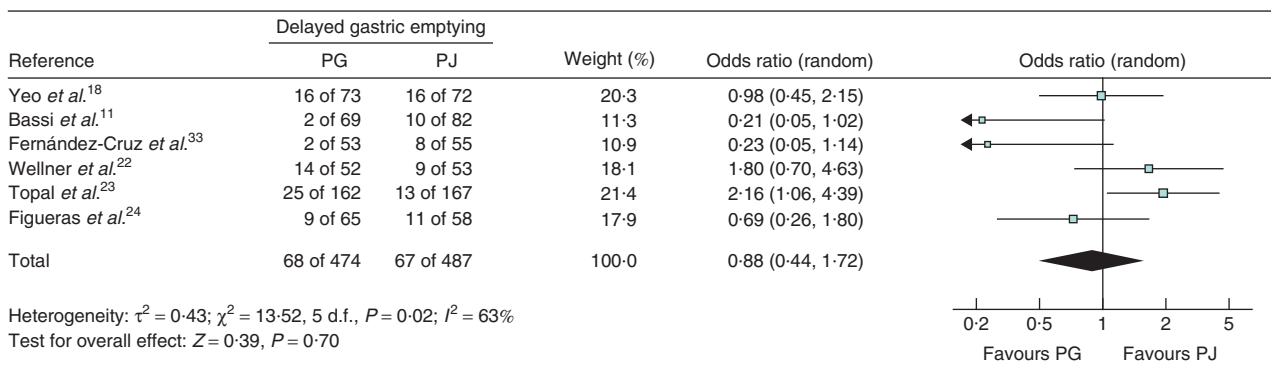 Delayed gastric emptying
Reference PG PJ Weight (%) Odds ratio (random) Odds ratio (random)
Yeo et al.18 16 of 73 16 of 72 20·3 0·98 (0·45, 2·15)
Bassi et al.11 2 of 69 10 of 82 11·3 0·21 (0·05, 1·02)
Fernández-Cruz et al.33 2 of 53 8 of 55 10·9 0·23 (0·05, 1·14)
Wellner et al.22 14 of 52 9 of 53 18·1 1·80 (0·70, 4·63)
Topal et al.23 25 of 162 13 of 167 21·4 2·16 (1·06, 4·39)
Figueras et al.24 9 of 65 11 of 58 17·9 0·69 (0·26, 1·80)
Total 68 of 474 67 of 487 100·0 0·88 (0·44, 1·72)
Heterogeneity: τ2 = 0·43; χ2 = 13·52, 5 d.f., P = 0·02; I2 = 63%
Test for overall effect: Z = 0·39, P = 0·70
0·2 0·5 1 2 5
Favours PG Favours PJ